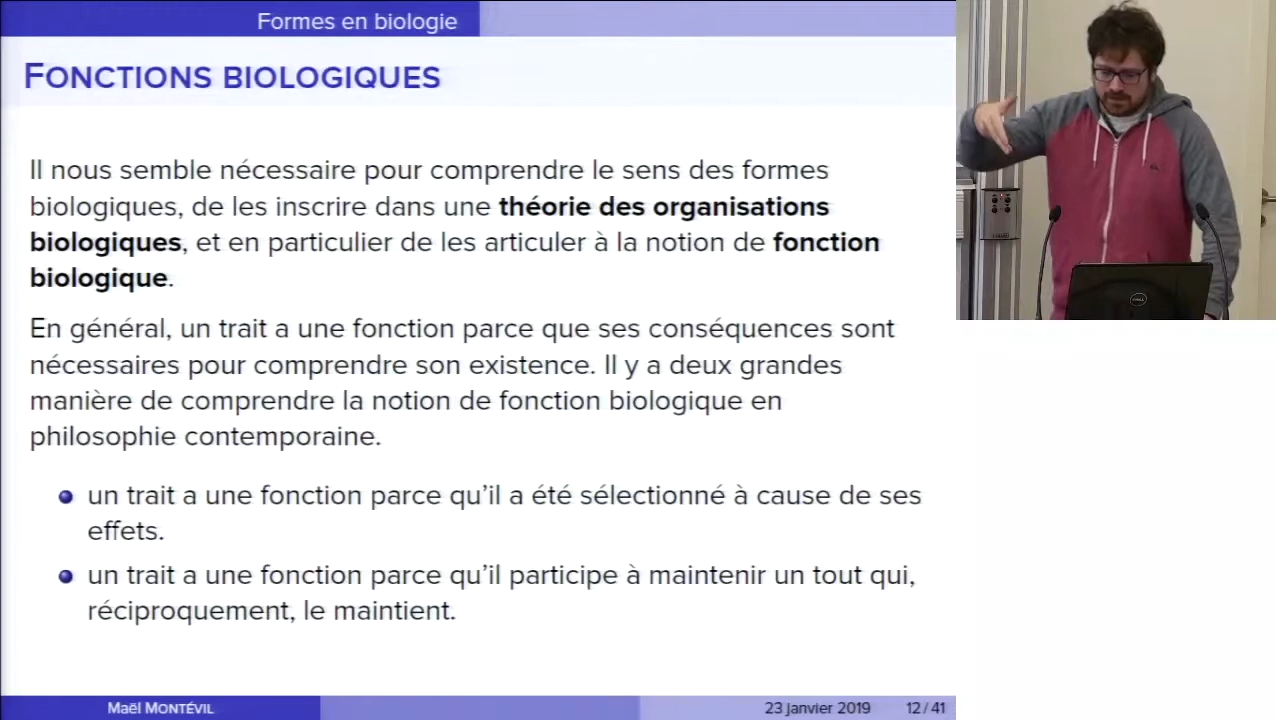 Formes en biologie
FONCTIONS BIOLOGIQUES
Il nous semble nécessaire pour comprendre le sens des formes
biologiques, de les inscrire dans une théorie des organisations
biologiques, et en particulier de les articuler à la notion de fonction
biologique.
En général, un trait a une fonction parce que ses conséquences sont
nécessaires pour comprendre son existence. Il y a deux grandes
manière de comprendre la notion de fonction biologique en
philosophie contemporaine.
un trait a une fonction parce qu'il a été sélectionné à cause de ses
effets.
un trait a une fonction parce qu'il participe à maintenir un tout qui,
réciproquement, le maintient.
Maël MONTÉVIL
23 janvier 2019
12 / 41
DELL